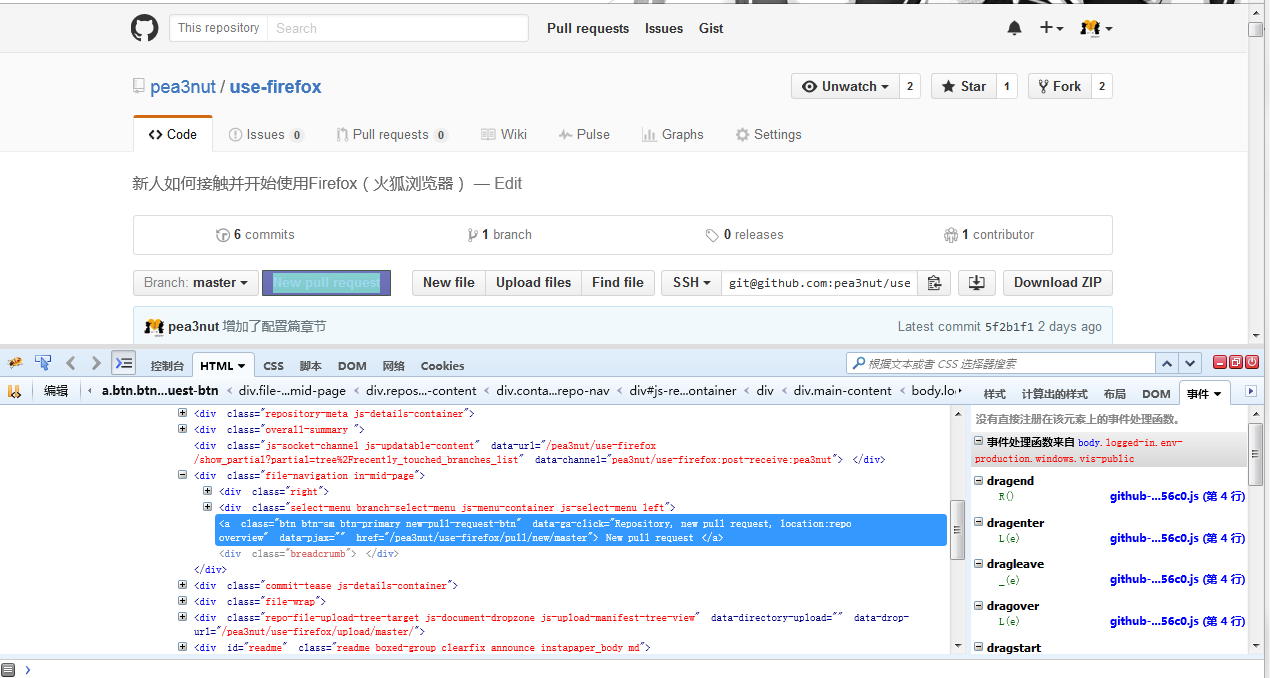 This repository Search Pull requests Issues Gist
pea3nut / use-firefox Unwatch 2 Star 1 Fork 2
Code Issues 0 Pull requests 0 Wiki Pulse Graphs Settings
新人如何接触并开始使用Firefox（火狐浏览器） — Edit
6 commits 1 branch 0 releases 1 contributor
Branch: master New pull request New file Upload files Find file SSH git@github.com:pea3nut/use Download ZIP
pea3nut 增加了配置篇章节 Latest commit 5f2b1f1 2 days ago
控制台 HTML CSS 脚本 DOM 网络 Cookies 根据文本或者 CSS 选择器搜索
编辑 a.btn.btn...uest-btn < div.file-...mid-page < div.repos...-content < div.conta...repo-nav < div#js-re...ontainer < div < div.main-content < body.lo
样式 计算出的样式 布局 DOM 事件
<div class="repository-meta js-details-container">
<div class="overall-summary ">
<div class="js-socket-channel js-updatable-content" data-url="/pea3nut/use-firefox
/show_partial?partial=tree%2Frecently_touched_branches_list" data-channel="pea3nut/use-firefox:post-receive:pea3nut"> </div>
<div class="file-navigation in-mid-page">
<div class="right">
<div class="select-menu branch-select-menu js-menu-container js-select-menu left">
<a class="btn btn-sm btn-primary new-pull-request-btn" data-ga-click="Repository, new pull request, location:repo
overview" data-pjax="" href="/pea3nut/use-firefox/pull/new/master"> New pull request </a>
<div class="breadcrumb"> </div>
</div>
<div class="commit-tease js-details-container">
<div class="file-wrap">
<div class="repo-file-upload-tree-target js-document-dropzone js-upload-manifest-tree-view" data-directory-upload="" data-drop-
url="/pea3nut/use-firefox/upload/master/">
<div id="readme" class="readme boxed-group clearfix announce instapaper_body md">
没有直接注册在该元素上的事件处理函数。
事件处理函数来自 body.logged-in.env-
production.windows.vis-public
dragend
R() github-...56c0.js (第 4 行)
dragenter
L(e) github-...56c0.js (第 4 行)
dragleave
_(e) github-...56c0.js (第 4 行)
dragover
L(e) github-...56c0.js (第 4 行)
dragstart